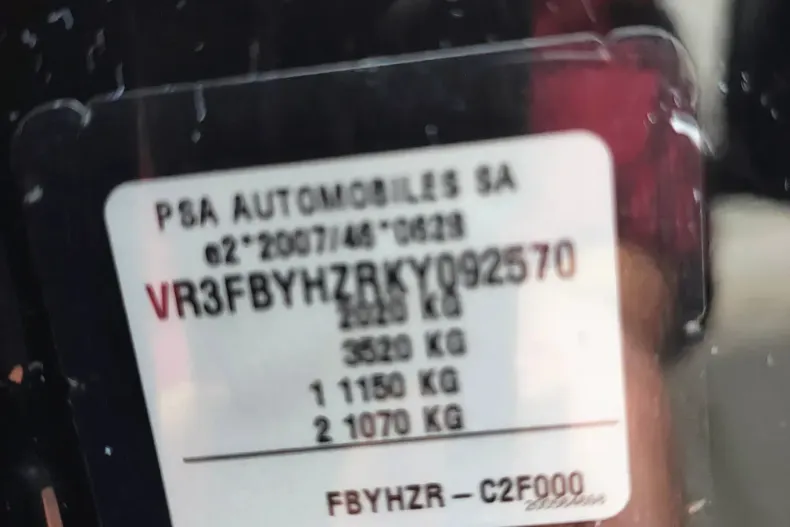 PSA AUTOMOBILES SA
e2*2007/46*0629
VR3FBYHZRKY092570
2020 KG
3520 KG
1 1150 KG
2 1070 KG
FBYHZR – C2F000